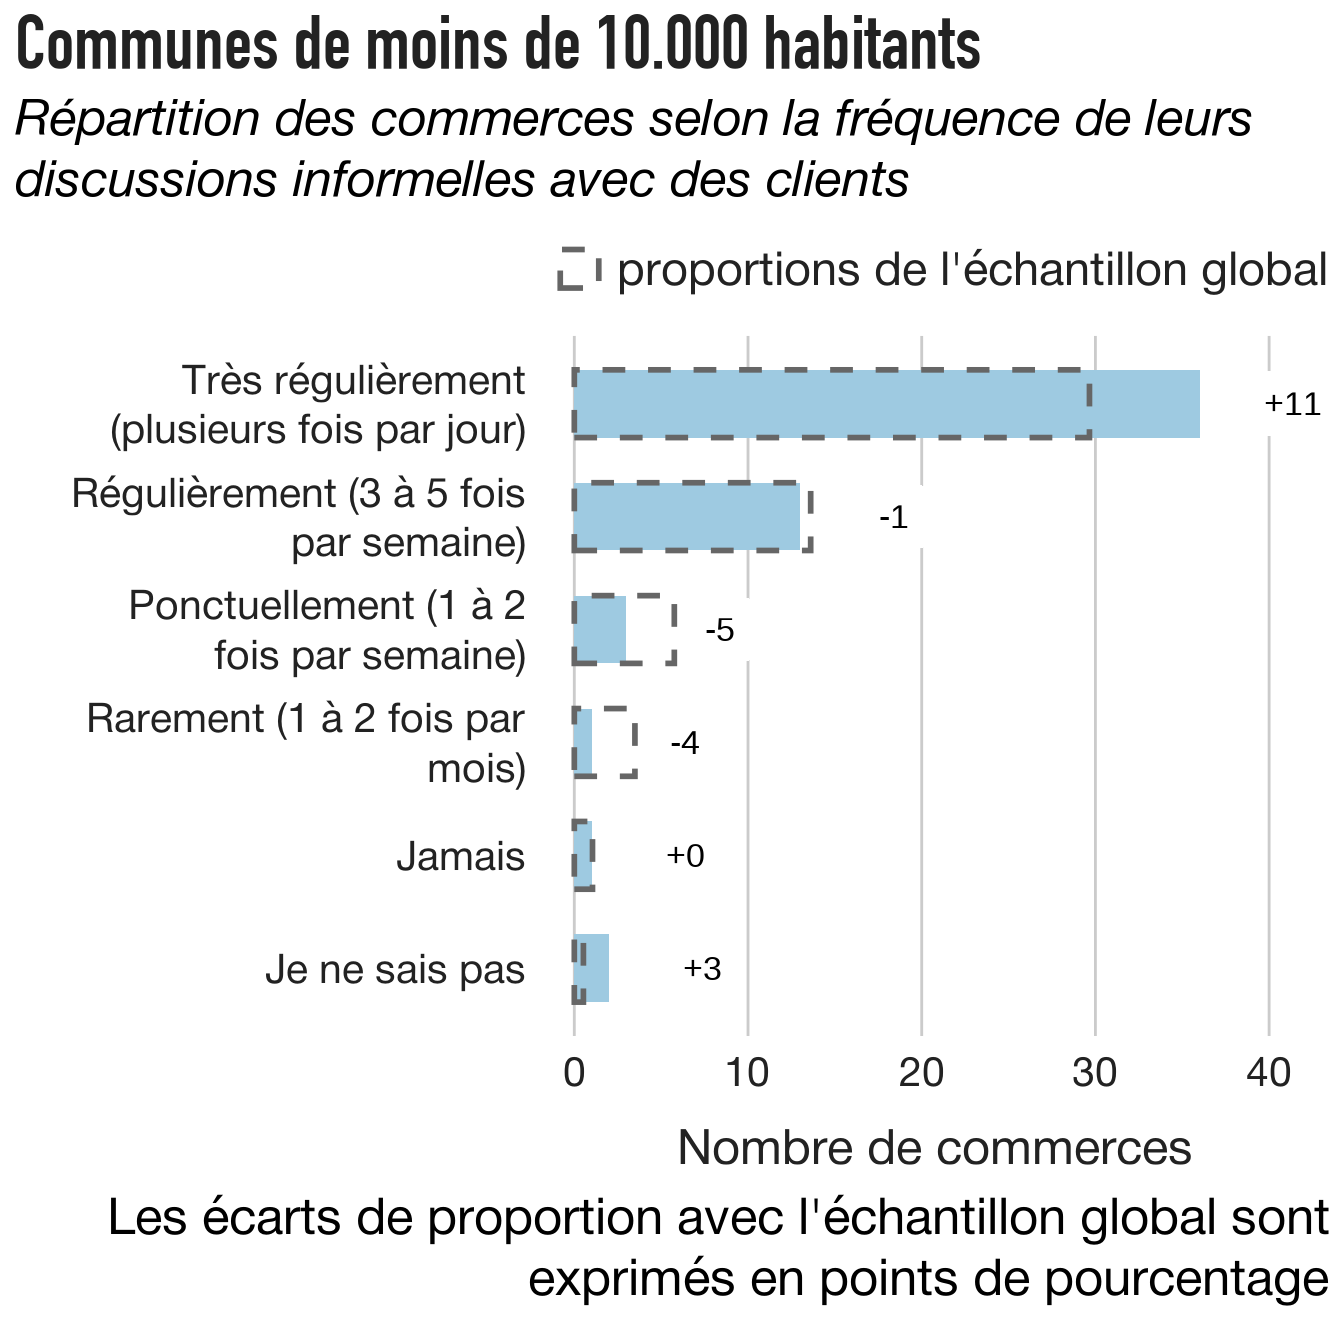 Communes de moins de 10.000 habitants
Répartition des commerces selon la fréquence de leurs
discussions informelles avec des clients
proportions de l'échantillon global
Très régulièrement
(plusieurs fois par jour)
+11
Régulièrement (3 à 5 fois
par semaine)
-1
Ponctuellement (1 à 2
fois par semaine)
-5
Rarement (1 à 2 fois par
mois)
-4
Jamais
+0
Je ne sais pas
+3
0 10 20 30 40
Nombre de commerces
Les écarts de proportion avec l'échantillon global sont
exprimés en points de pourcentage